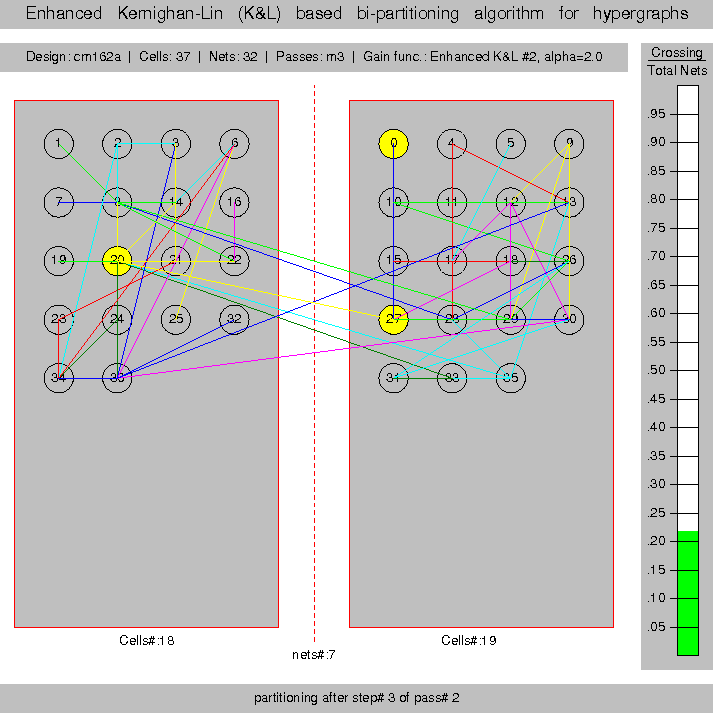 Enhanced Kernighan-Lin (K&L) based bi-partitioning algorithm for hypergraphs
Design: cm162a | Cells: 37 | Nets: 32 | Passes: m3 | Gain func.: Enhanced K&L #2, alpha=2.0
Crossing
Total Nets
.95
.90
.85
.80
.75
.70
.65
.60
.55
.50
.45
.40
.35
.30
.25
.20
.15
.10
.05
1 2 3 6 0 4 5 9
7 14 16 10 11 12 13
19 20 21 22 15 17 18 26
23 24 25 32 27 28 29 30
34 31
Cells#:18 Cells#:19
nets#:7
partitioning after step# 3 of pass# 2